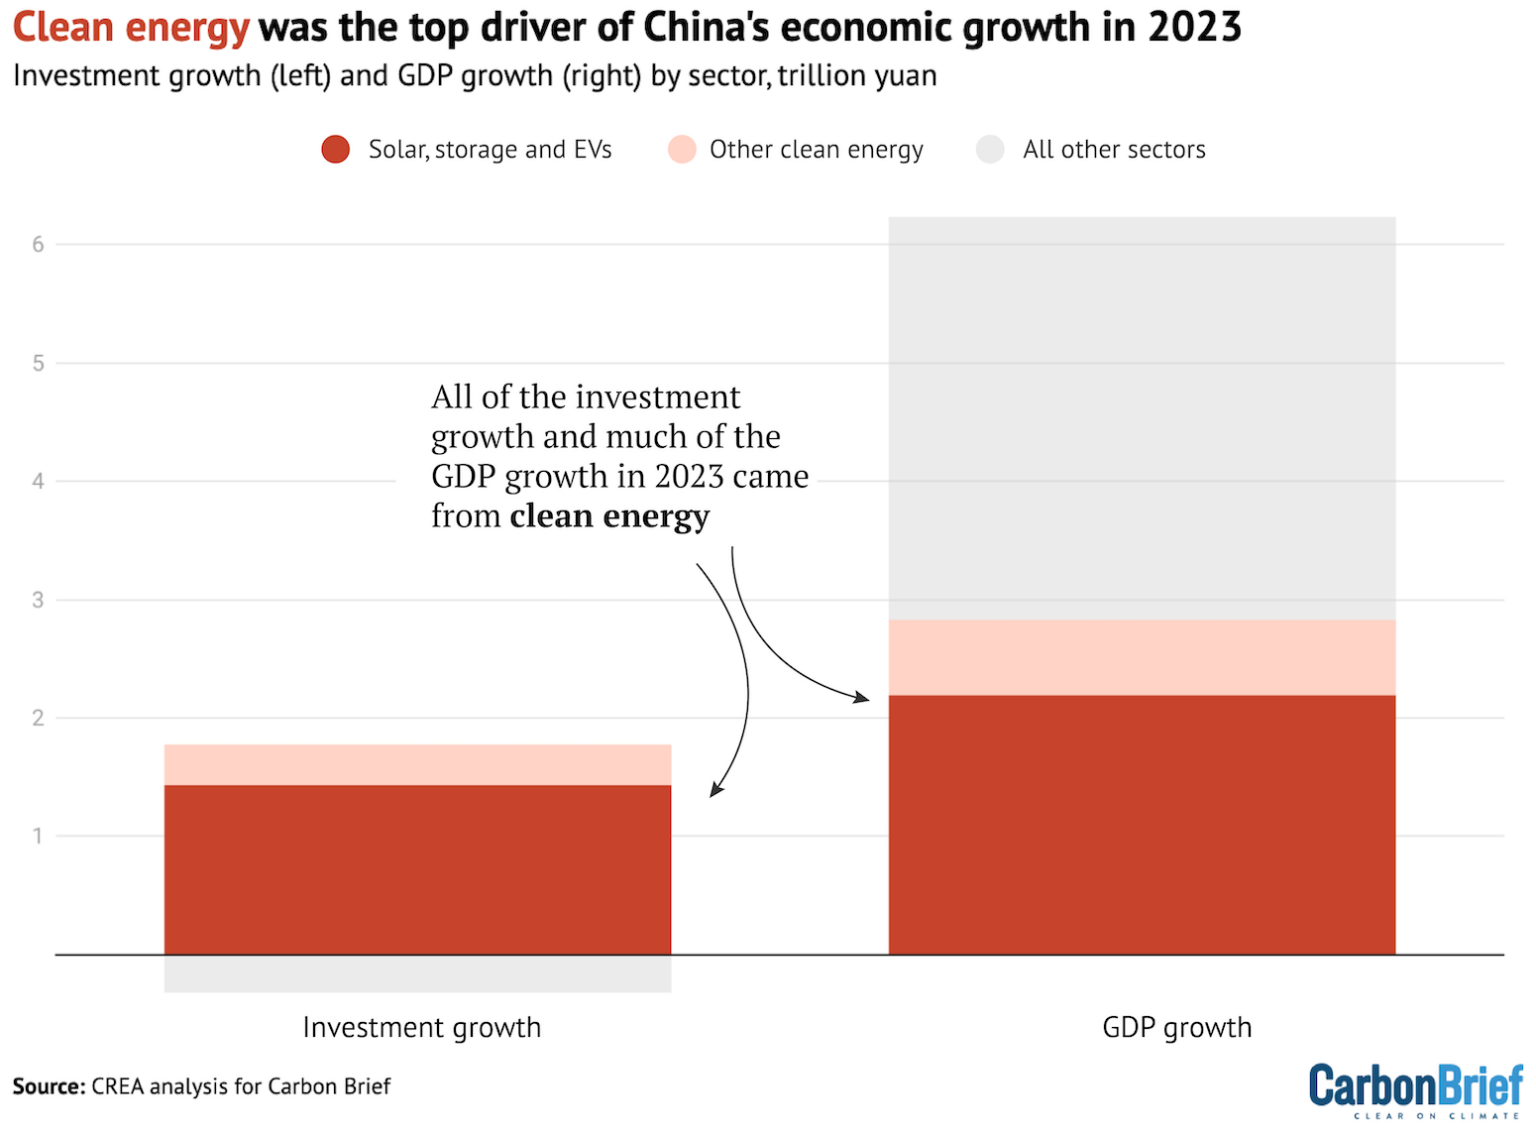 Clean energy was the top driver of China's economic growth in 2023
Investment growth (left) and GDP growth (right) by sector, trillion yuan
Solar, storage and EVs
Other clean energy
All other sectors
6
5
4
3
2
1
All of the investment
growth and much of the
GDP growth in 2023 came
from clean energy
Investment growth
GDP growth
Source: CREA analysis for Carbon Brief
CarbonBrief
CLEAR ON CLIMATE